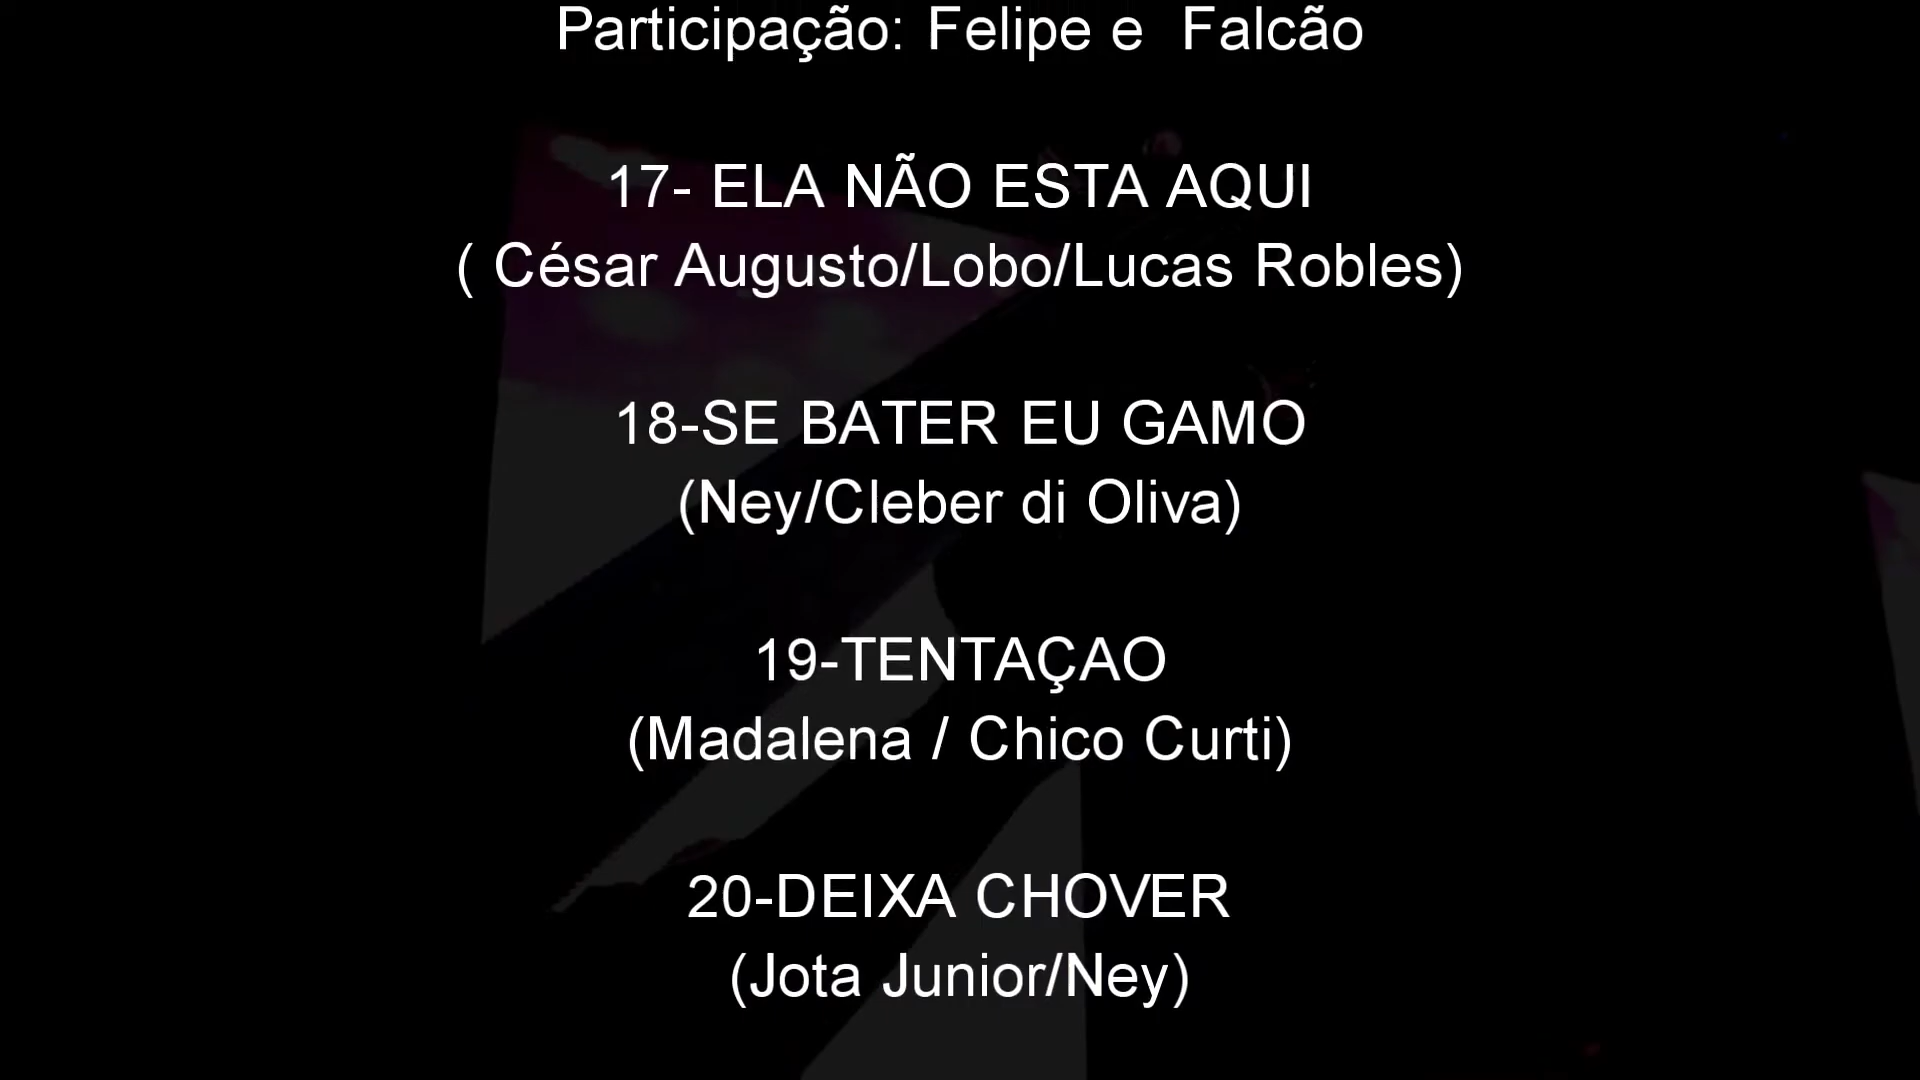 Participação: Felipe e  Falcão
17- ELA NÃO ESTA AQUI
( César Augusto/Lobo/Lucas Robles)
18-SE BATER EU GAMO
(Ney/Cleber di Oliva)
19-TENTAÇAO
(Madalena / Chico Curti)
20-DEIXA CHOVER
(Jota Junior/Ney)